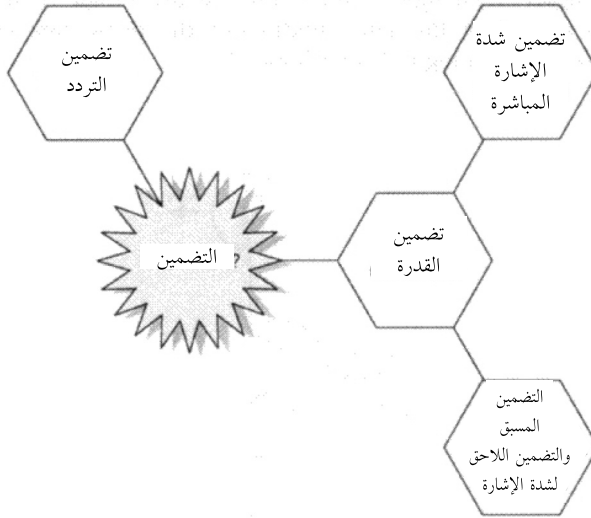 تضمين شدة
الإشارة
المباشرة
تضمين
التردد
تضمين
القدرة
التضمين ?
التضمين
المسبق
والتضمين اللاحق
لشدة الإشارة